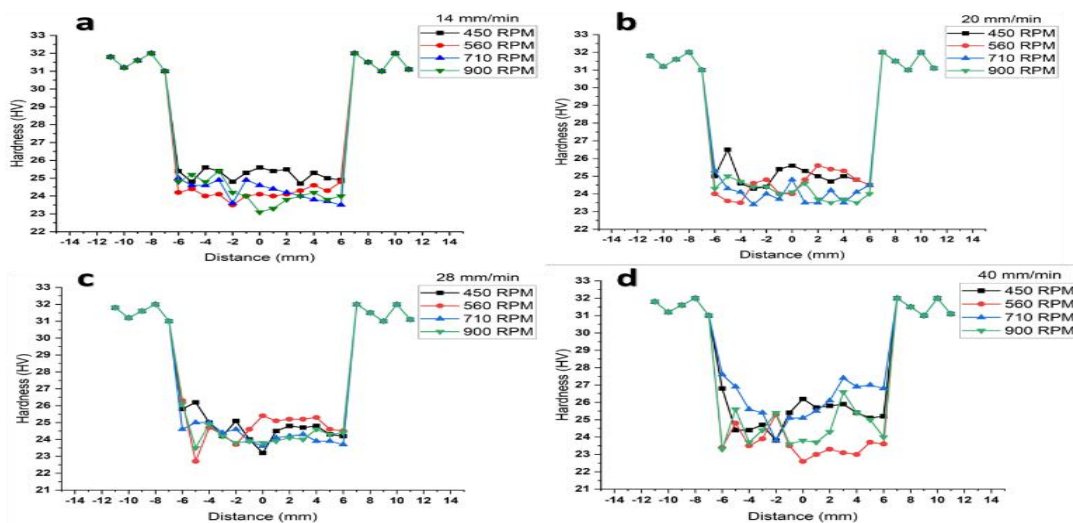 a
14 mm/min
450 RPM
560 RPM
710 RPM
900 RPM
33
32
31
30
29
28
27
26
25
24
23
22
Hardness (HV)
-14 -12 -10 -8 -6 -4 -2 0 2 4 6 8 10 12 14
Distance (mm)
b
20 mm/min
450 RPM
560 RPM
710 RPM
900 RPM
33
32
31
30
29
28
27
26
25
24
23
22
Hardness (HV)
-14 -12 -10 -8 -6 -4 -2 0 2 4 6 8 10 12 14
Distance (mm)
c
28 mm/min
450 RPM
560 RPM
710 RPM
900 RPM
33
32
31
30
29
28
27
26
25
24
23
22
21
Hardness (HV)
-14 -12 -10 -8 -6 -4 -2 0 2 4 6 8 10 12 14
Distance (mm)
d
40 mm/min
450 RPM
560 RPM
710 RPM
900 RPM
33
32
31
30
29
28
27
26
25
24
23
22
21
Hardness (HV)
-14 -12 -10 -8 -6 -4 -2 0 2 4 6 8 10 12 14
Distance (mm)